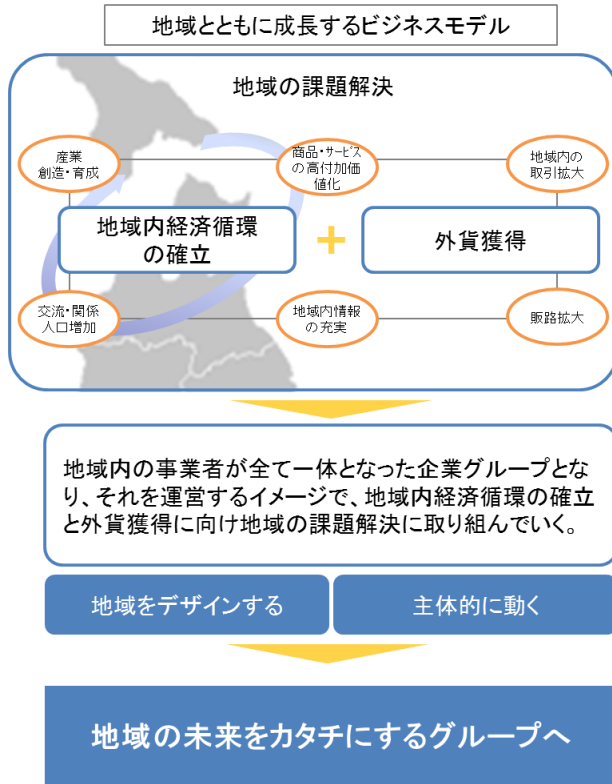 地域とともに成長するビジネスモデル
地域の課題解決
産業
創造・育成
商品・サービス
の高付加価
値化
地域内の
取引拡大
地域内経済循環
の確立
+
外貨獲得
交流・関係
人口増加
地域内情報
の充実
販路拡大
地域内の事業者が全て一体となった企業グループとな
り、それを運営するイメージで、地域内経済循環の確立
と外貨獲得に向け地域の課題解決に取り組んでいく。
地域をデザインする
主体的に動く
地域の未来をカタチにするグループへ